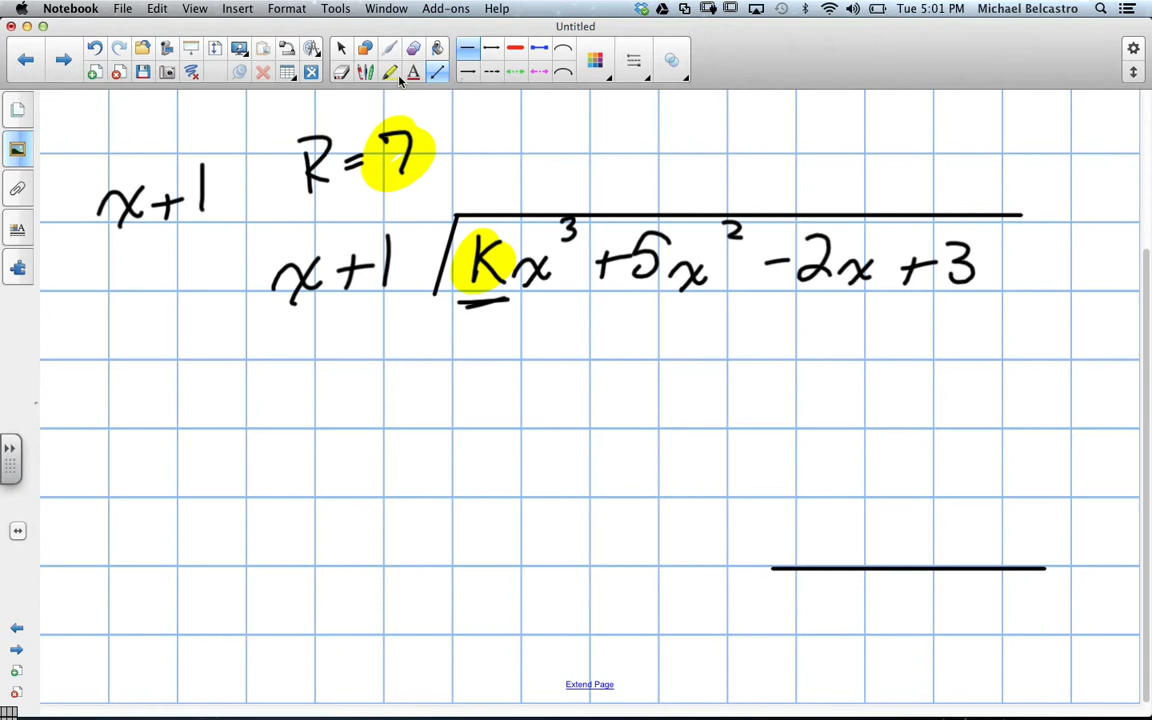 Notebook File Edit View Insert Format Tools Window Add-ons Help Tue 5:01 PM Michael Belcastro
Untitled
R = 7
x+1
x+1 Kx³ +5x² -2x +3
Extend Page